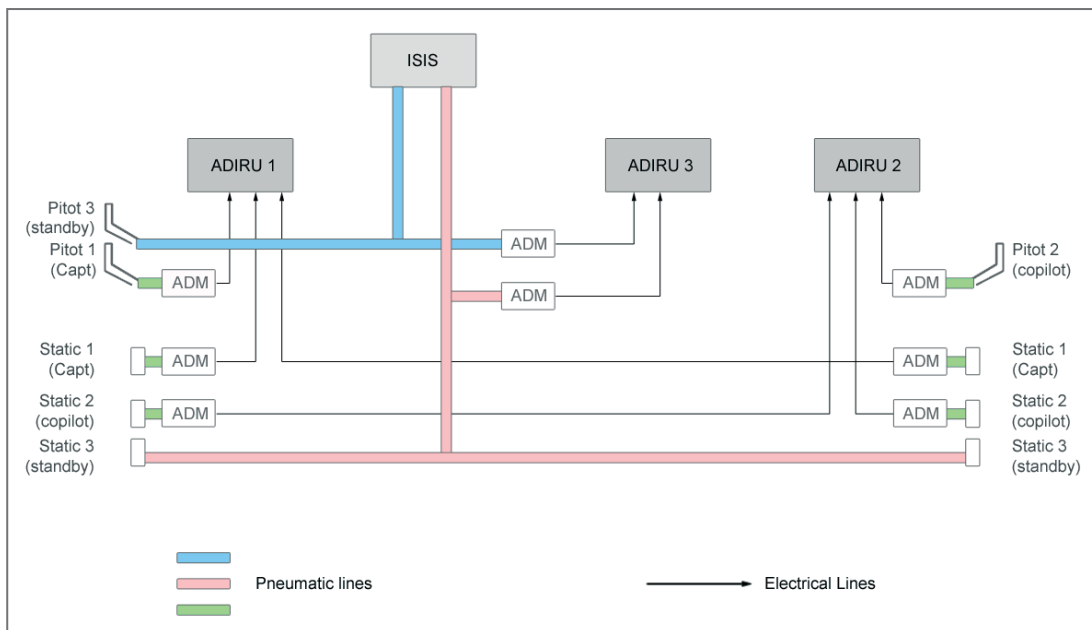 ISIS
ADIRU 1
ADIRU 3
ADIRU 2
Pitot 3
(standby)
ADM
Pitot 1
(Capt)
ADM
ADM
ADM
Pitot 2
(copilot)
Static 1
(Capt)
ADM
ADM
Static 1
(Capt)
Static 2
(copilot)
ADM
ADM
Static 2
(copilot)
Static 3
(standby)
Static 3
(standby)
Pneumatic lines
Electrical Lines